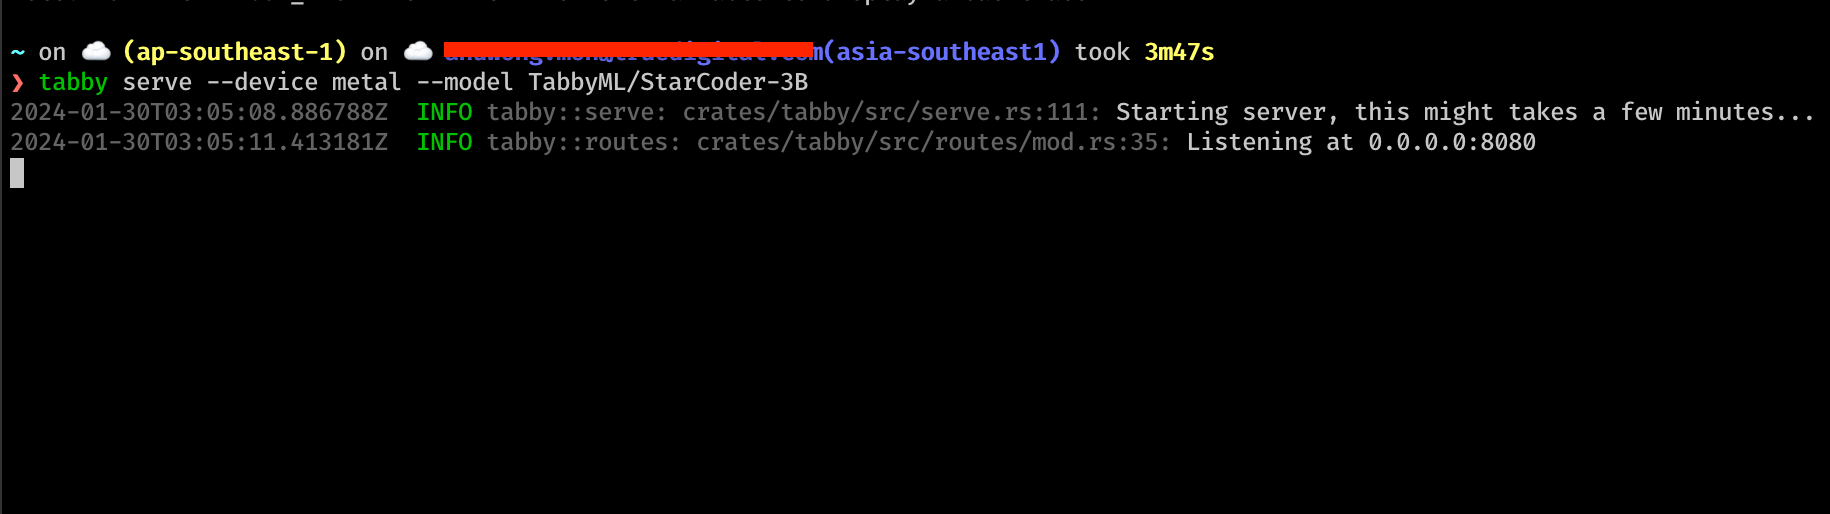 ~ on ☁️ (ap-southeast-1) on ☁️ (asia-southeast1) took 3m47s
❯ tabby serve --device metal --model TabbyML/StarCoder-3B
2024-01-30T03:05:08.886788Z  INFO tabby::serve: crates/tabby/src/serve.rs:111: Starting server, this might takes a few minutes...
2024-01-30T03:05:11.413181Z  INFO tabby::routes: crates/tabby/src/routes/mod.rs:35: Listening at 0.0.0.0:8080